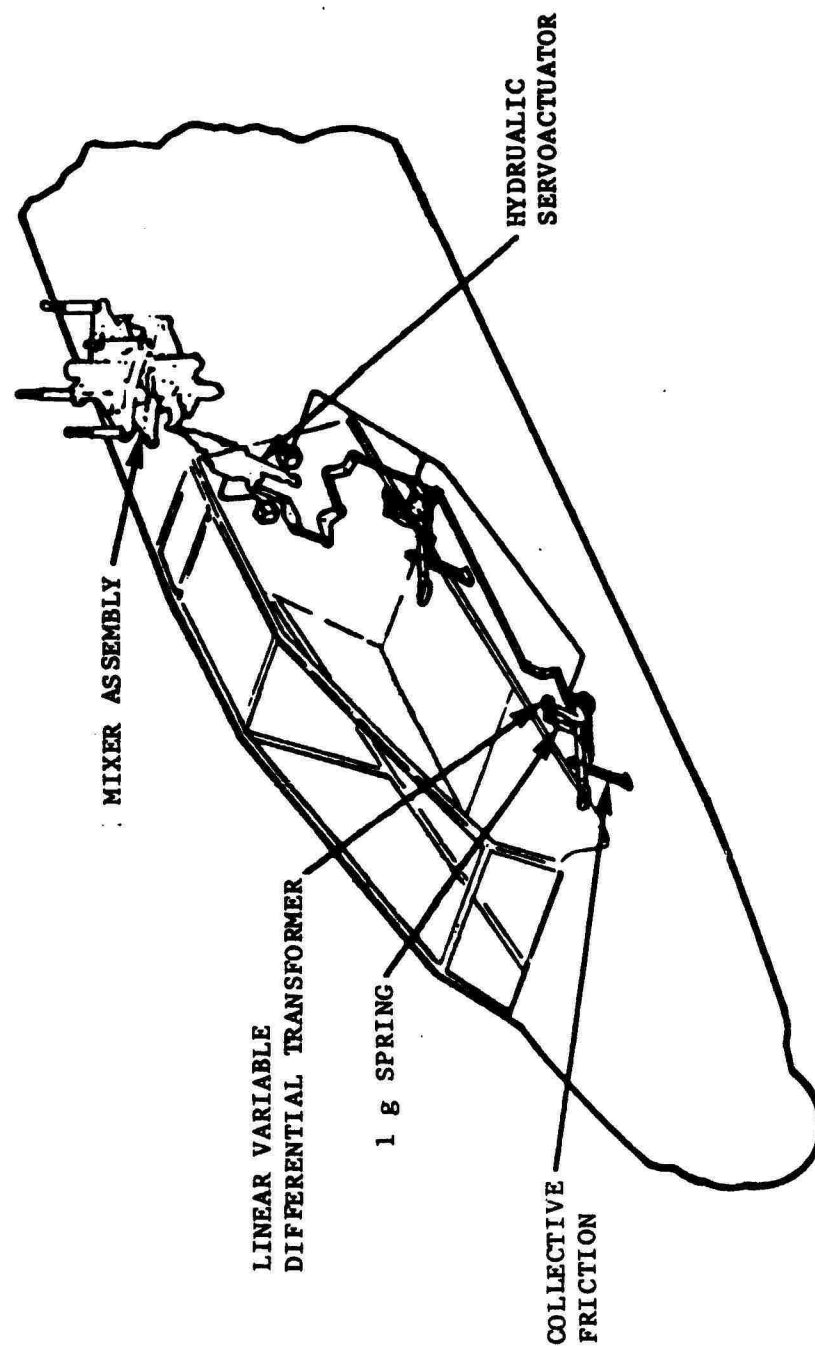 MIXER ASSEMBLY
HYDRUALIC
SERVOACTUATOR
LINEAR VARIABLE
DIFFERENTIAL TRANSFORMER
1 g SPRING
COLLECTIVE
FRICTION